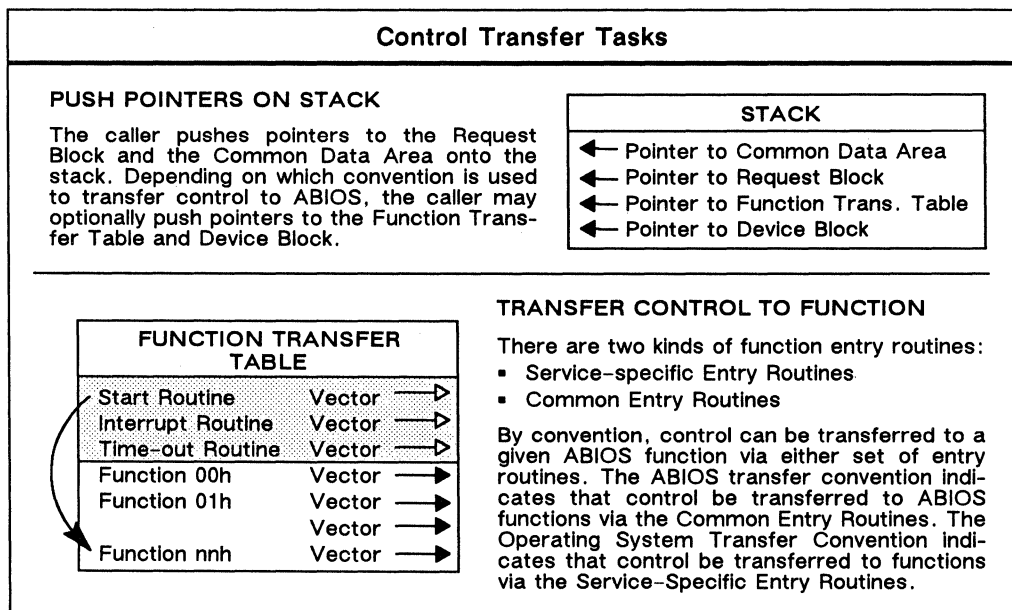 Control Transfer Tasks
PUSH POINTERS ON STACK
The caller pushes pointers to the Request
Block and the Common Data Area onto the
stack. Depending on which convention is used
to transfer control to ABIOS, the caller may
optionally push pointers to the Function Trans-
fer Table and Device Block.
STACK
Pointer to Common Data Area
Pointer to Request Block
Pointer to Function Trans. Table
Pointer to Device Block
FUNCTION TRANSFER
TABLE
Start Routine Vector
Interrupt Routine Vector
Time-out Routine Vector
Function 00h Vector
Function 01h Vector
Vector
Function nnh Vector
TRANSFER CONTROL TO FUNCTION
There are two kinds of function entry routines:
▪ Service-specific Entry Routines
▪ Common Entry Routines
By convention, control can be transferred to a
given ABIOS function via either set of entry
routines. The ABIOS transfer convention indi-
cates that control be transferred to ABIOS
functions via the Common Entry Routines. The
Operating System Transfer Convention indi-
cates that control be transferred to functions
via the Service-Specific Entry Routines.